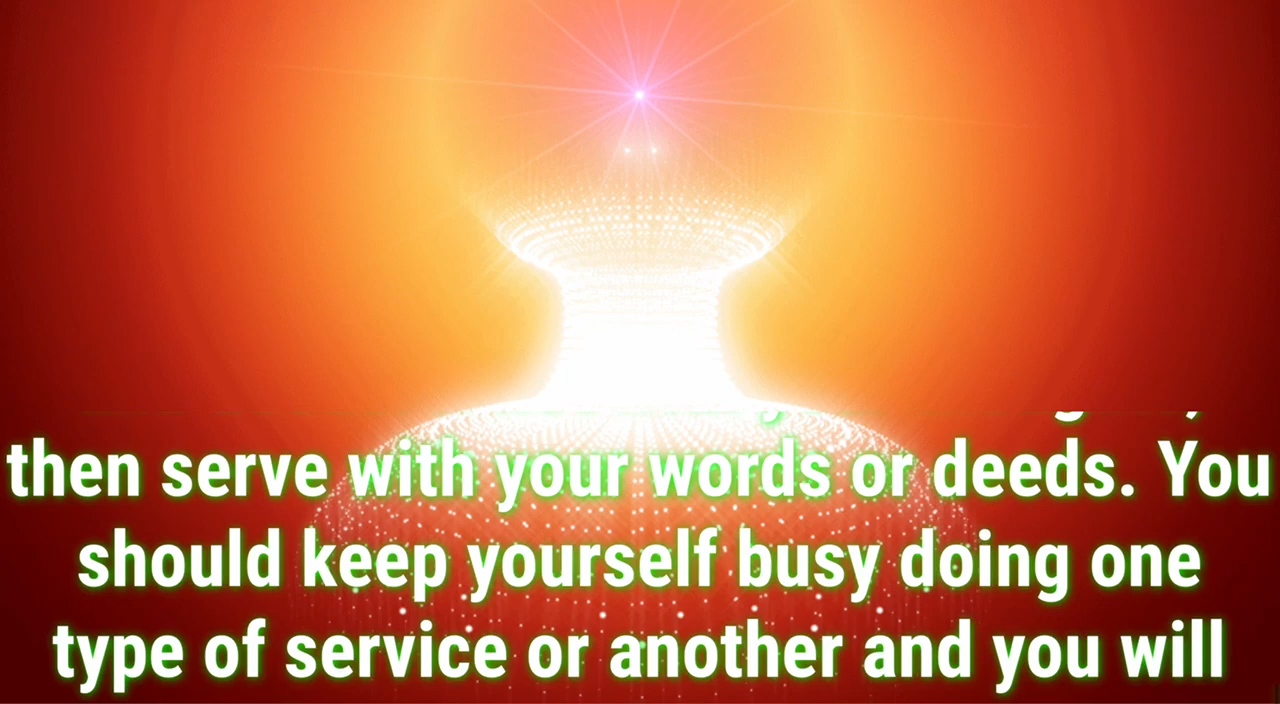 then serve with your words or deeds. You
should keep yourself busy doing one
type of service or another and you will